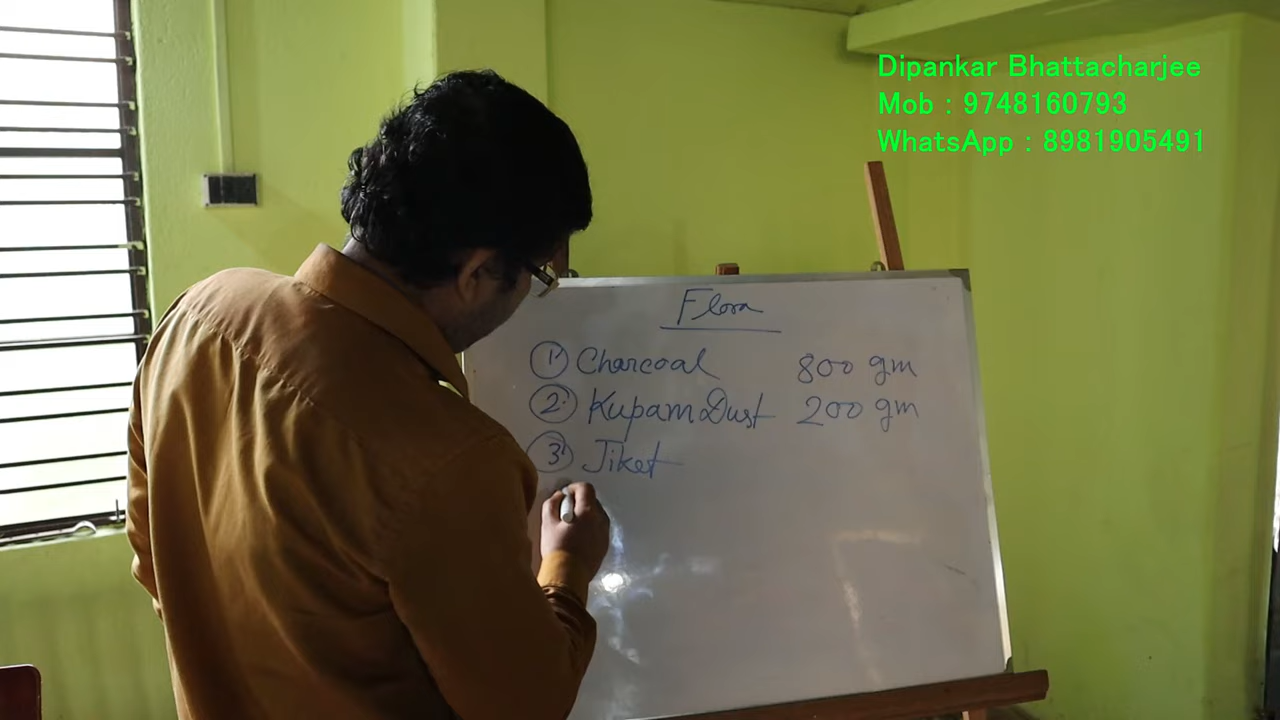 Dipankar Bhattacharjee
Mob : 9748160793
WhatsApp : 8981905491
Flora
1 Charcoal 800 gm
2 Kupam Dust 200 gm
3 Jiket